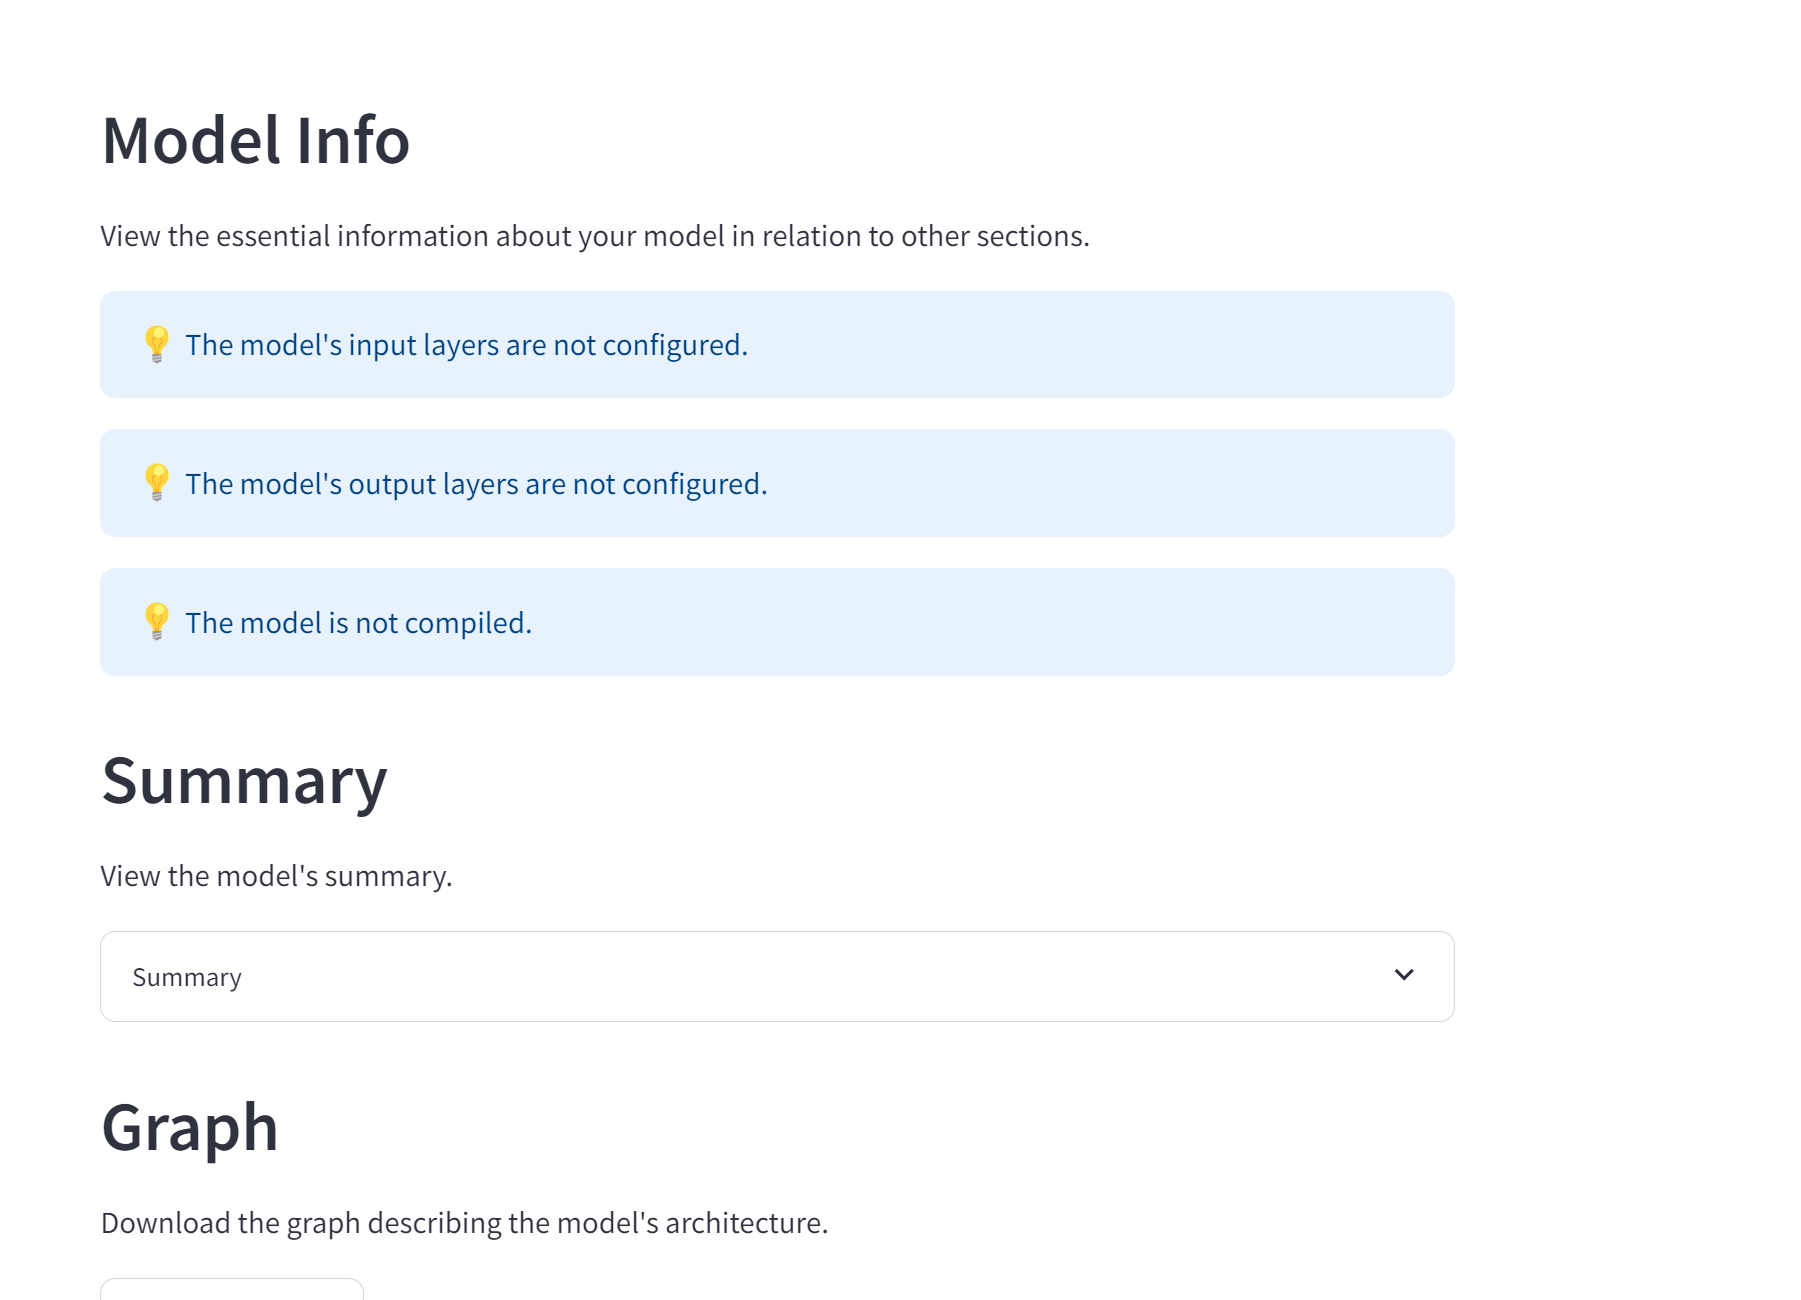 Model Info
View the essential information about your model in relation to other sections.
The model's input layers are not configured.
The model's output layers are not configured.
The model is not compiled.
Summary
View the model's summary.
Summary
Graph
Download the graph describing the model's architecture.